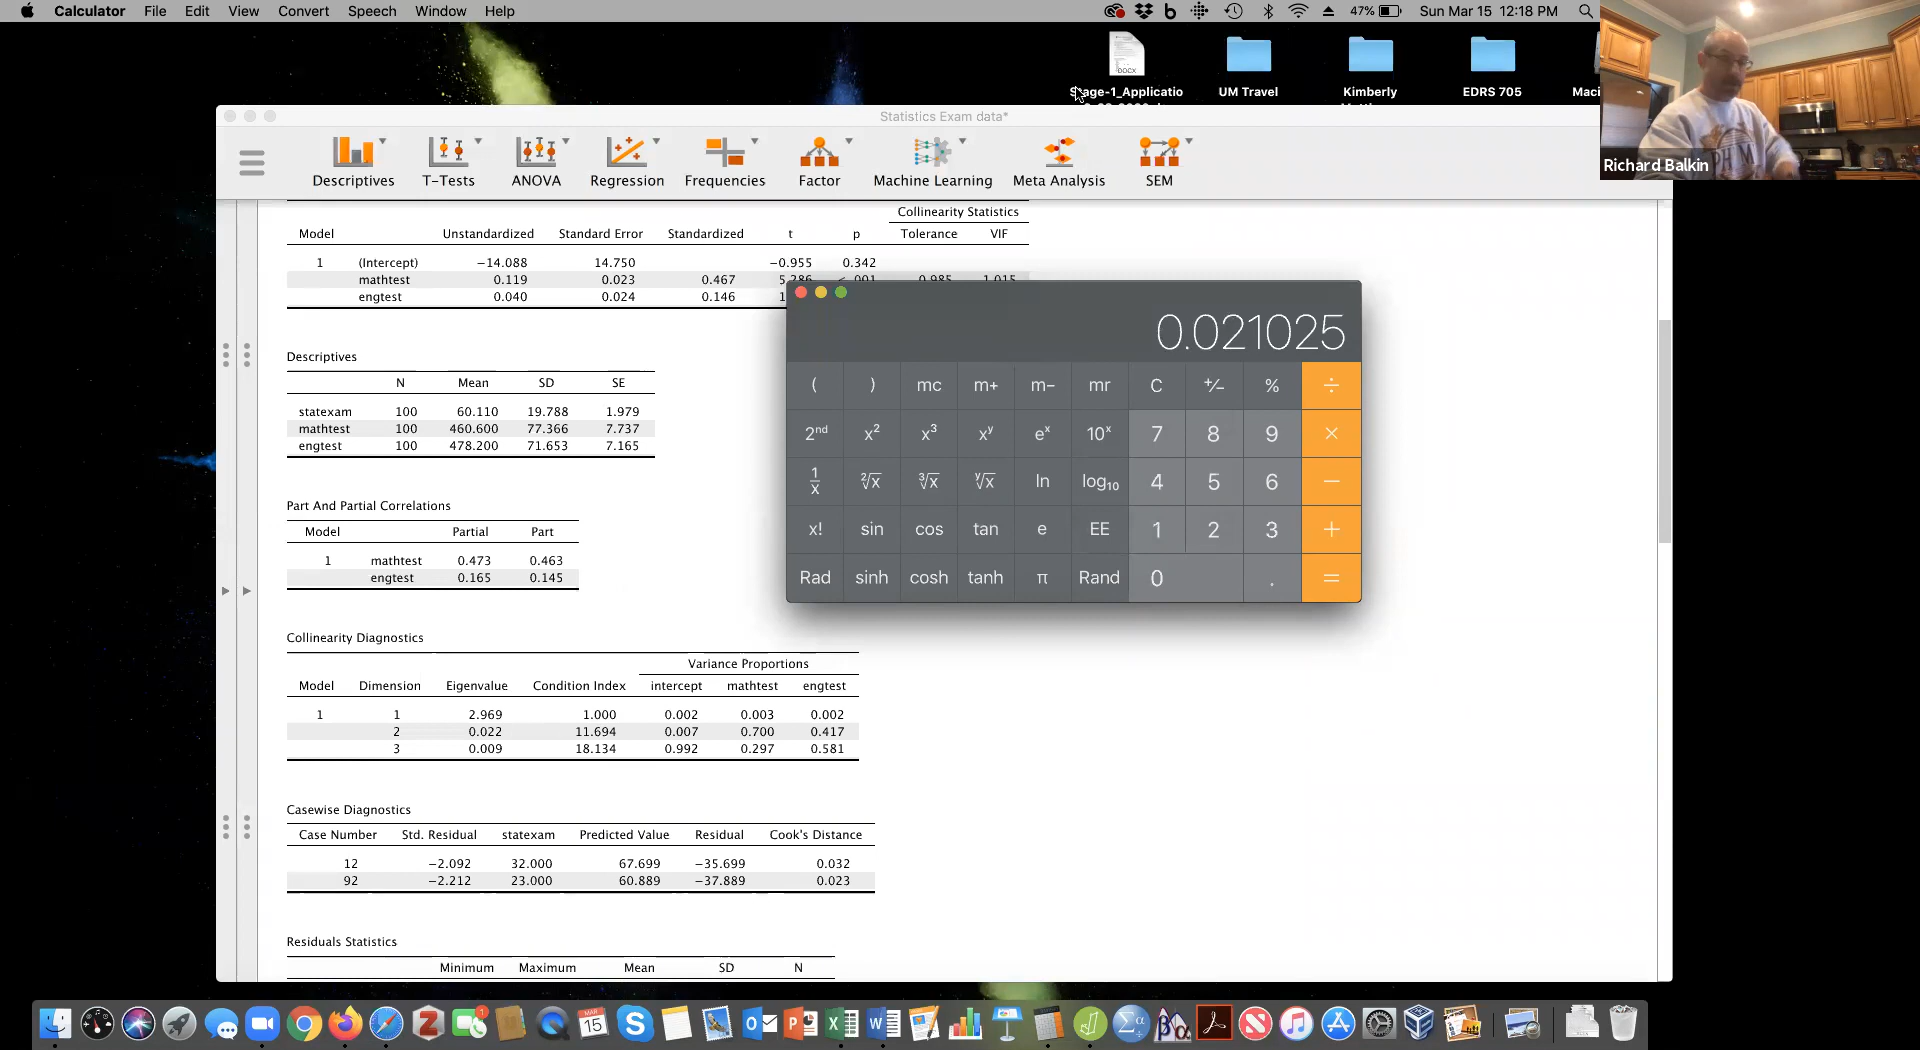 Calculator File Edit View Convert Speech Window Help
47% Sun Mar 15 12:18 PM
DOCX
UM Travel Kimberly EDRS 705
Richard Balkin
Statistics Exam data*
Descriptives T-Tests ANOVA Regression Frequencies Factor Machine Learning Meta Analysis SEM
Collinearity Statistics
Model Unstandardized Standard Error Standardized t p Tolerance VIF
1 (Intercept) −14.088 14.750 −0.955 0.342
mathtest 0.119 0.023 0.467 5.286 < .001 0.985 1.015
engtest 0.040 0.024 0.146
Descriptives
N Mean SD SE
statexam 100 60.110 19.788 1.979
mathtest 100 460.600 77.366 7.737
engtest 100 478.200 71.653 7.165
Part And Partial Correlations
Model Partial Part
1 mathtest 0.473 0.463
engtest 0.165 0.145
Collinearity Diagnostics
Variance Proportions
Model Dimension Eigenvalue Condition Index intercept mathtest engtest
1 1 2.969 1.000 0.002 0.003 0.002
2 0.022 11.694 0.007 0.700 0.417
3 0.009 18.134 0.992 0.297 0.581
Casewise Diagnostics
Case Number Std. Residual statexam Predicted Value Residual Cook's Distance
12 −2.092 32.000 67.699 −35.699 0.032
92 −2.212 23.000 60.889 −37.889 0.023
Residuals Statistics
Minimum Maximum Mean SD N
0.021025
( ) mc m+ m− mr C +/− % ÷
2nd x² x³ xʸ eˣ 10ˣ 7 8 9 ×
1/x ²√x ³√x ʸ√x ln log₁₀ 4 5 6 −
x! sin cos tan e EE 1 2 3 +
Rad sinh cosh tanh π Rand 0 . =
MAR
15